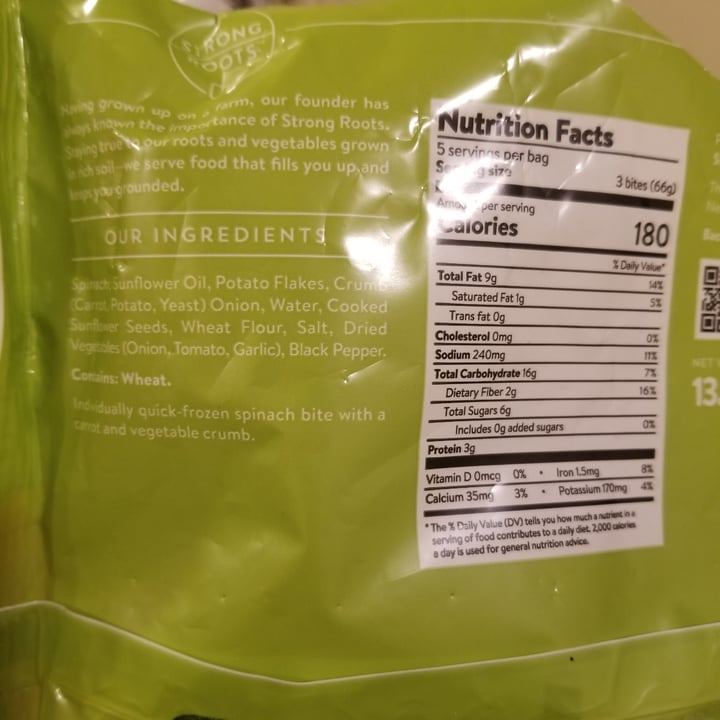 STRONG
ROOTS
Having grown up on a farm, our founder has
always known the importance of Strong Roots.
Staying true to our roots and vegetables grown
in rich soil-we serve food that fills you up and
keeps you grounded.
OUR INGREDIENTS
Spinach, Sunflower Oil, Potato Flakes, Crumb
(Carrot, Potato, Yeast) Onion, Water, Cooked
Sunflower Seeds, Wheat Flour, Salt, Dried
Vegetables (Onion, Tomato, Garlic), Black Pepper.
Contains: Wheat.
Individually quick-frozen spinach bite with a
carrot and vegetable crumb.
Nutrition Facts
5 servings per bag
Serving size 3 bites (66g)
Amount per serving
Calories 180
% Daily Value*
Total Fat 9g 14%
Saturated Fat 1g 5%
Trans fat 0g
Cholesterol 0mg 0%
Sodium 240mg 11%
Total Carbohydrate 16g 7%
Dietary Fiber 2g 16%
Total Sugars 6g
Includes 0g added sugars 0%
Protein 3g
Vitamin D 0mcg 0% • Iron 1.5mg 8%
Calcium 35mg 3% • Potassium 170mg 4%
* The % Daily Value (DV) tells you how much a nutrient in a
serving of food contributes to a daily diet. 2,000 calories
a day is used for general nutrition advice.
NET